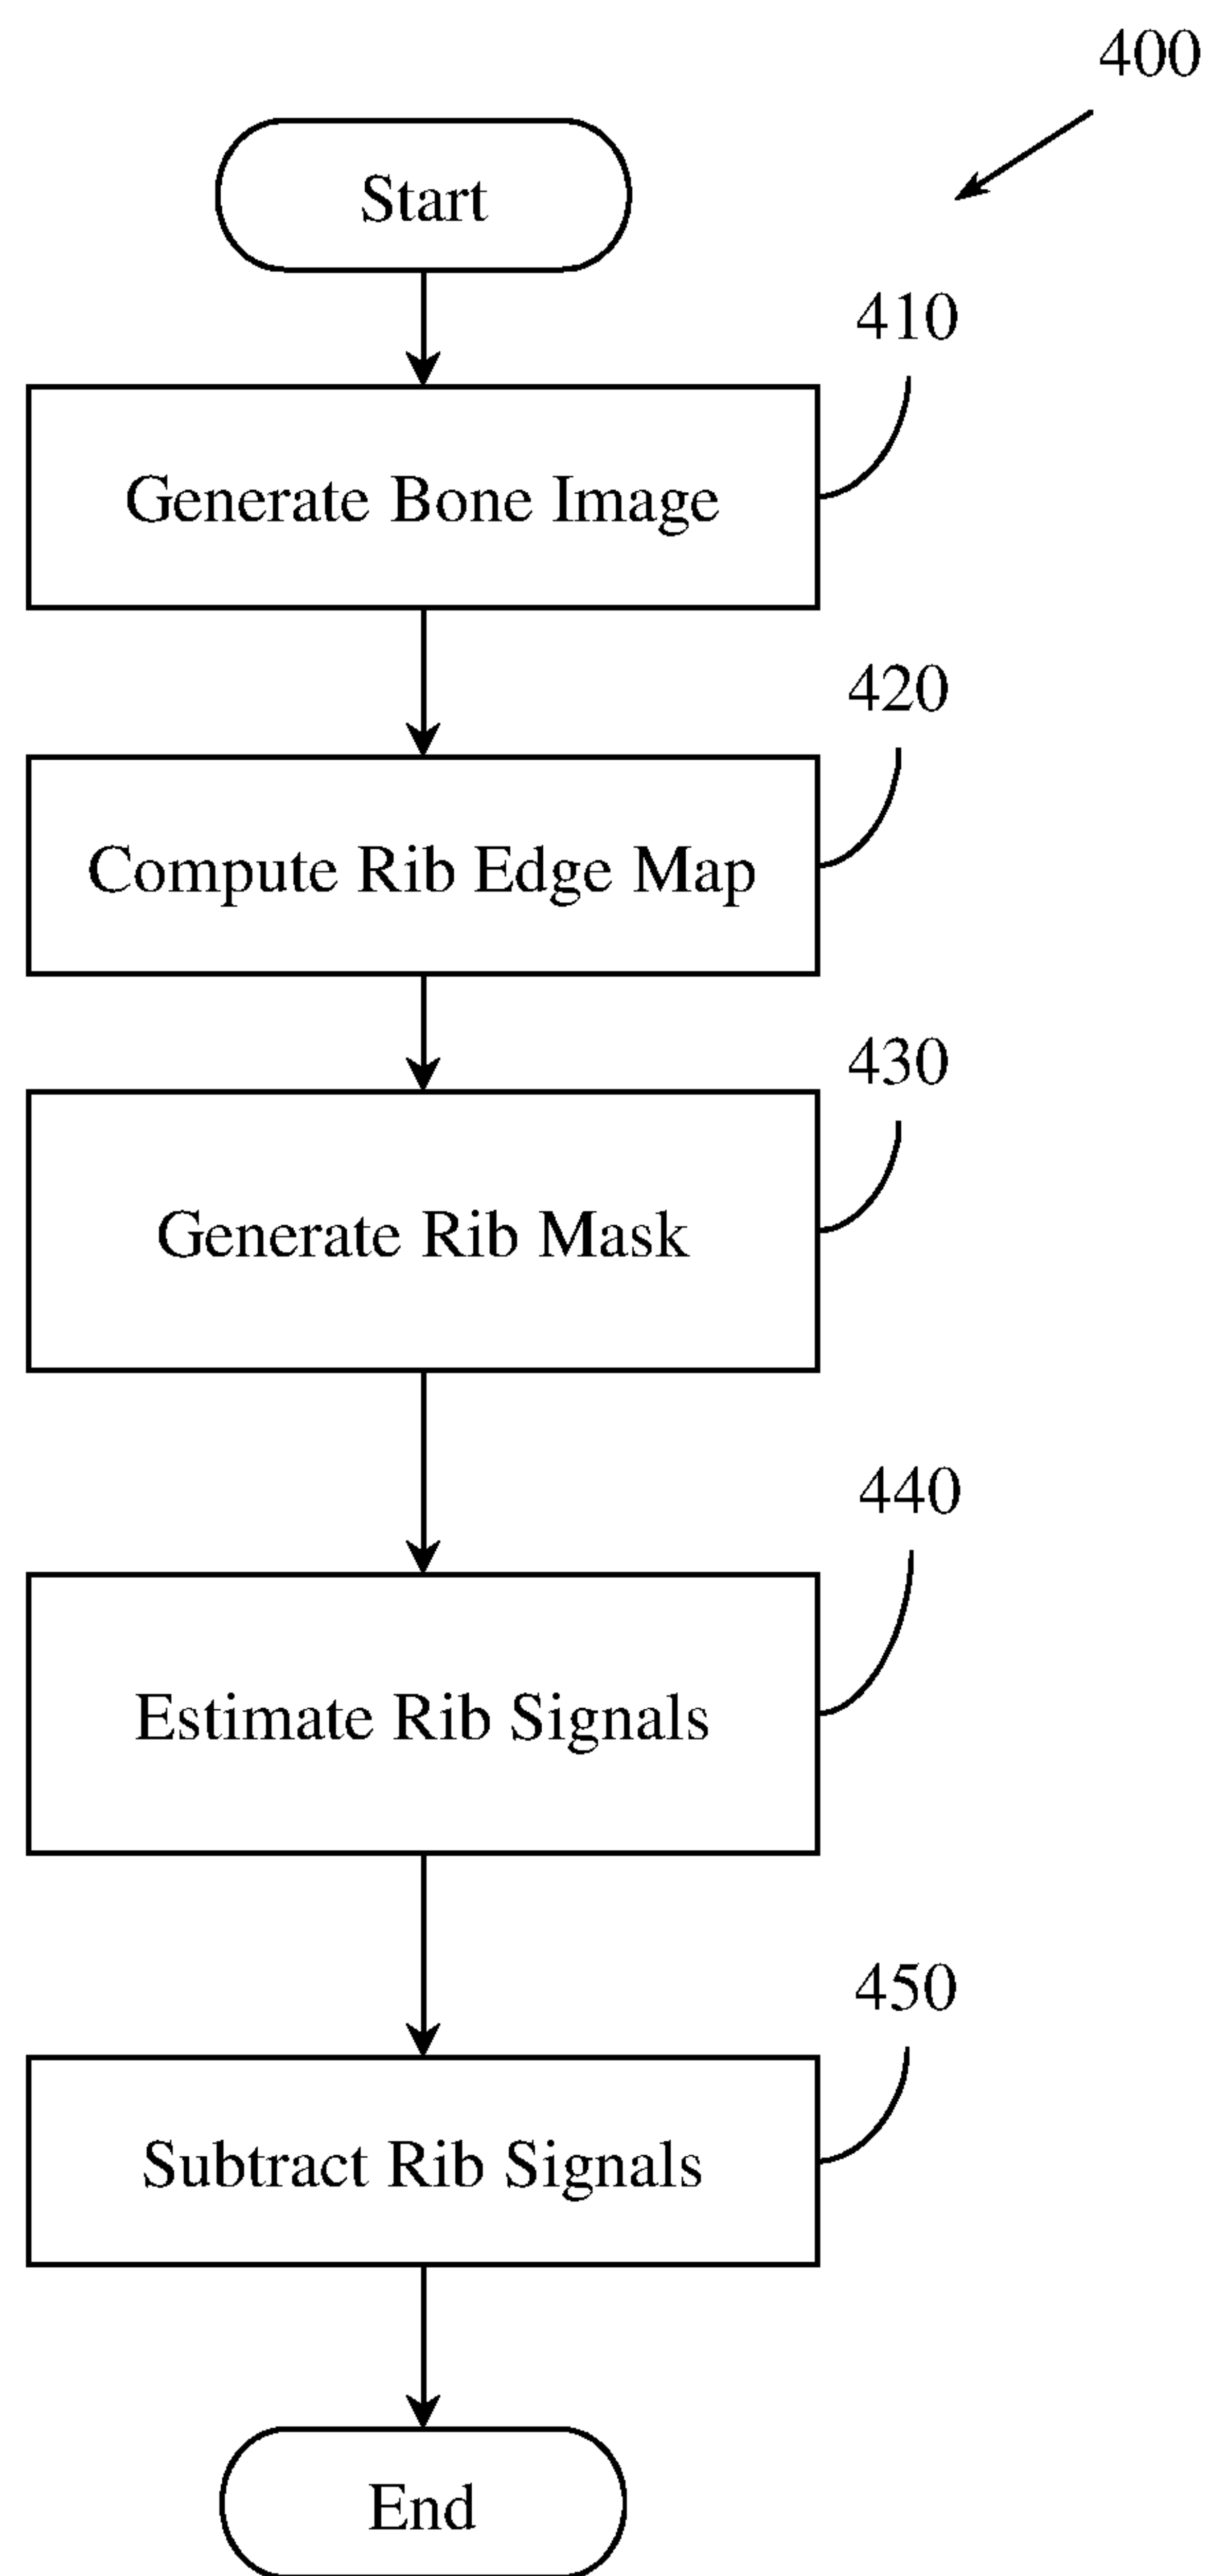 400
Start
410
Generate Bone Image
420
Compute Rib Edge Map
430
Generate Rib Mask
440
Estimate Rib Signals
450
Subtract Rib Signals
End